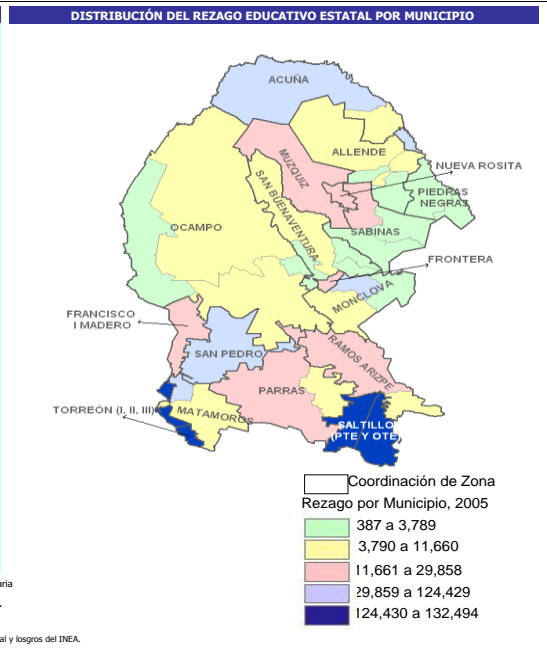 DISTRIBUCIÓN DEL REZAGO EDUCATIVO ESTATAL POR MUNICIPIO
ACUÑA
ALLENDE
MUZQUIZ
NUEVA ROSITA
PIEDRAS
NEGRAS
SAN BUENAVENTURA
OCAMPO
SABINAS
FRONTERA
MONCLOVA
FRANCISCO
I MADERO
SAN PEDRO
RAMOS ARIZPE
PARRAS
TORREÓN (I, II, III)
MATAMOROS
SALTILLO
(PTE Y OTE)
Coordinación de Zona
Rezago por Municipio, 2005
387 a 3,789
3,790 a 11,660
11,661 a 29,858
29,859 a 124,429
124,430 a 132,494
aria
al y losgros del INEA.